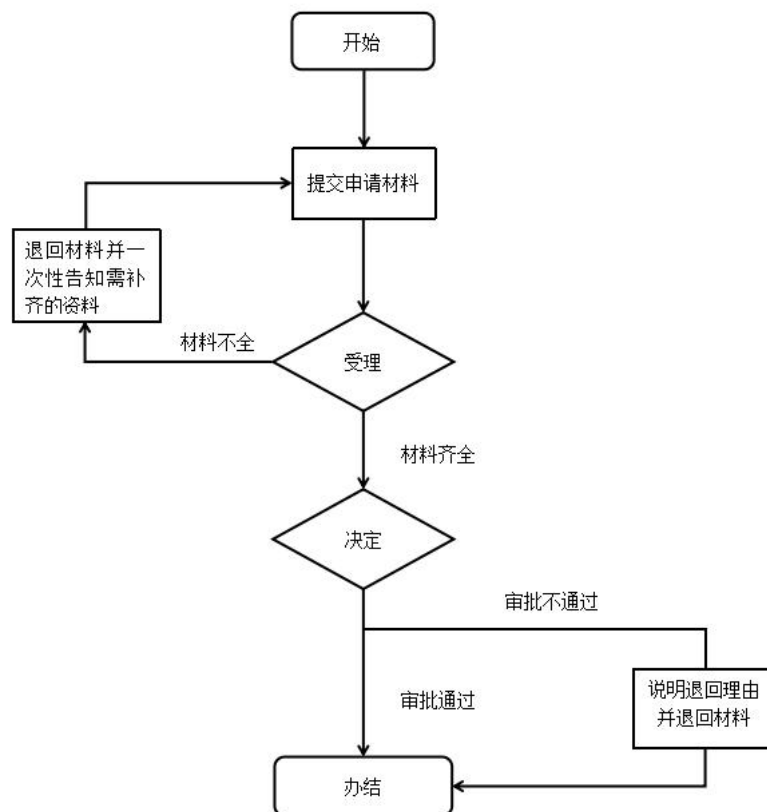 开始
提交申请材料
退回材料并一
次性告知需补
齐的资料
材料不全
受理
材料齐全
决定
审批不通过
审批通过
说明退回理由
并退回材料
办结